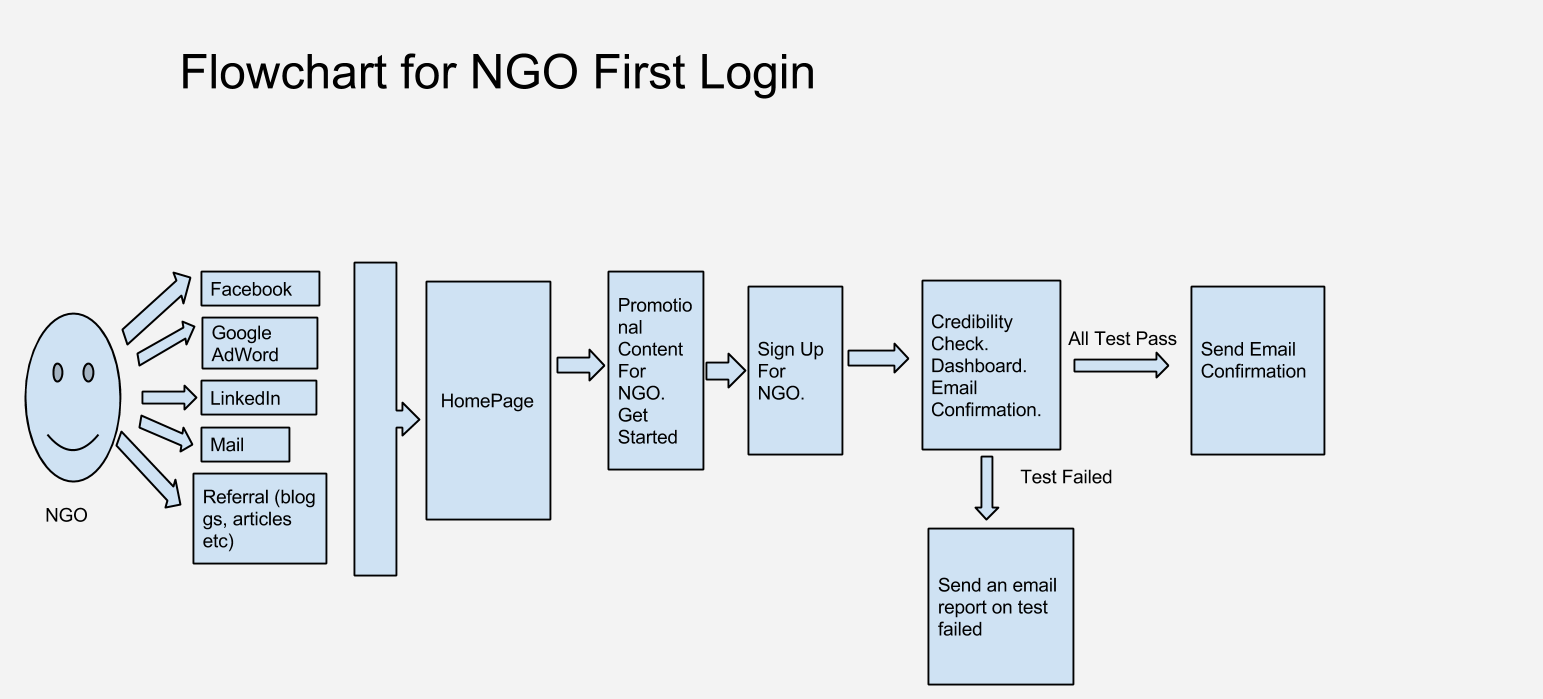 Flowchart for NGO First Login
Facebook
Google
AdWord
LinkedIn
Mail
Referral (blog
gs, articles
etc)
NGO
HomePage
Promotio
nal
Content
For
NGO.
Get
Started
Sign Up
For
NGO.
Credibility
Check.
Dashboard.
Email
Confirmation.
All Test Pass
Send Email
Confirmation
Test Failed
Send an email
report on test
failed